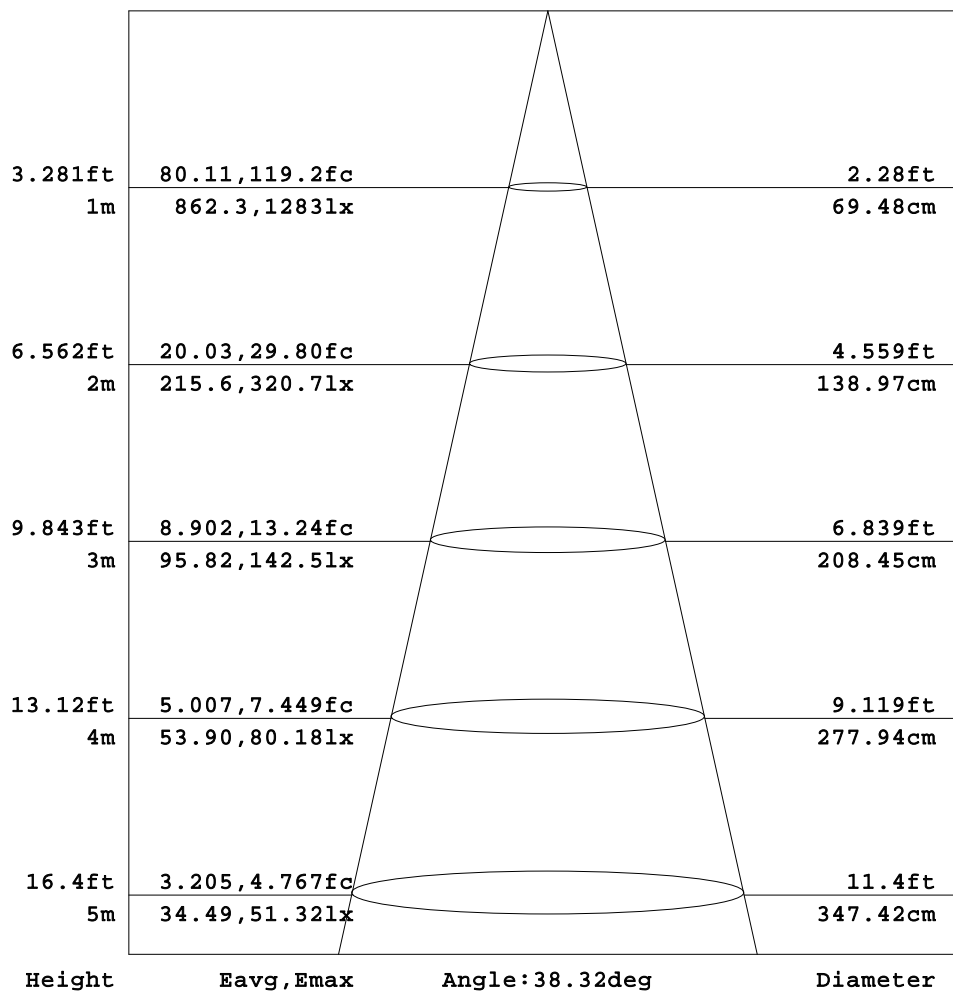 3.281ft 80.11,119.2fc 2.28ft
1m 862.3,1283lx 69.48cm
6.562ft 20.03,29.80fc 4.559ft
2m 215.6,320.7lx 138.97cm
9.843ft 8.902,13.24fc 6.839ft
3m 95.82,142.5lx 208.45cm
13.12ft 5.007,7.449fc 9.119ft
4m 53.90,80.18lx 277.94cm
16.4ft 3.205,4.767fc 11.4ft
5m 34.49,51.32lx 347.42cm
Height Eavg,Emax Angle:38.32deg Diameter